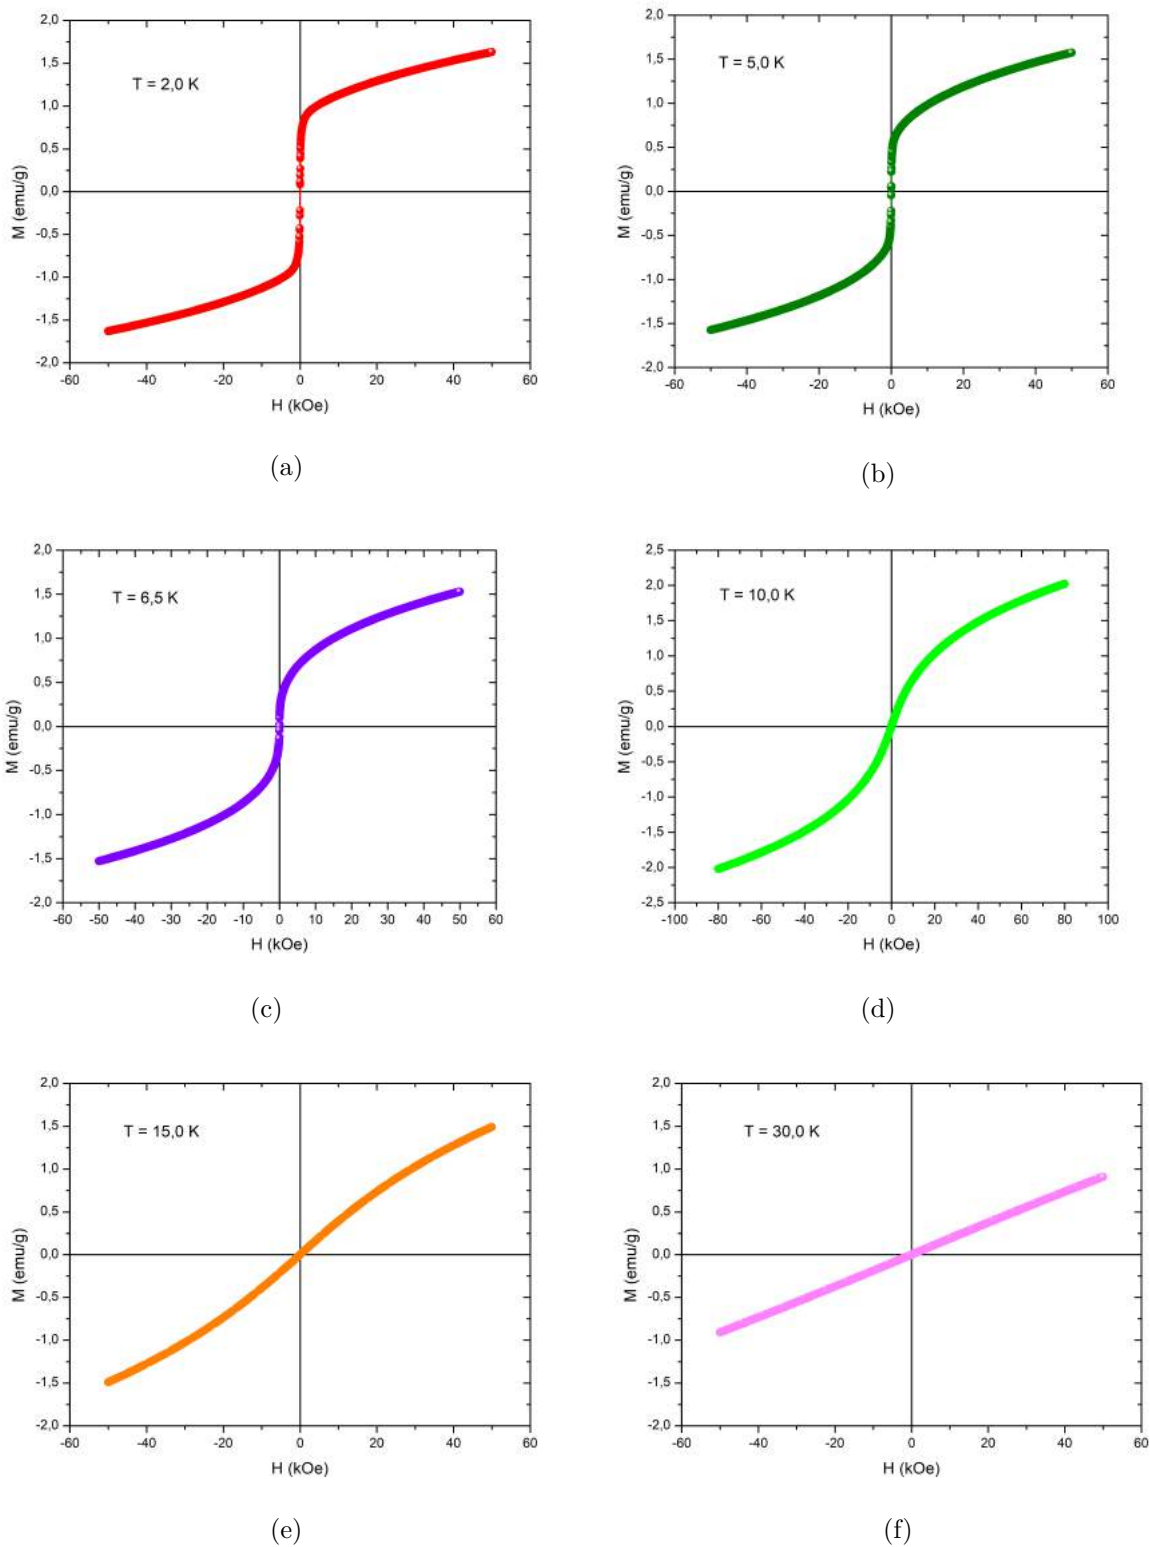 T = 2,0 K
M (emu/g)
2,0
1,5
1,0
0,5
0,0
-0,5
-1,0
-1,5
-2,0
-60 -40 -20 0 20 40 60
H (kOe)
(a)
T = 5,0 K
M (emu/g)
2,0
1,5
1,0
0,5
0,0
-0,5
-1,0
-1,5
-2,0
-60 -40 -20 0 20 40 60
H (kOe)
(b)
T = 6,5 K
M (emu/g)
2,0
1,5
1,0
0,5
0,0
-0,5
-1,0
-1,5
-2,0
-60 -50 -40 -30 -20 -10 0 10 20 30 40 50 60
H (kOe)
(c)
T = 10,0 K
M (emu/g)
2,5
2,0
1,5
1,0
0,5
0,0
-0,5
-1,0
-1,5
-2,0
-2,5
-100 -80 -60 -40 -20 0 20 40 60 80 100
H (kOe)
(d)
T = 15,0 K
M (emu/g)
2,0
1,5
1,0
0,5
0,0
-0,5
-1,0
-1,5
-2,0
-60 -40 -20 0 20 40 60
H (kOe)
(e)
T = 30,0 K
M (emu/g)
2,0
1,5
1,0
0,5
0,0
-0,5
-1,0
-1,5
-2,0
-60 -40 -20 0 20 40 60
H (kOe)
(f)